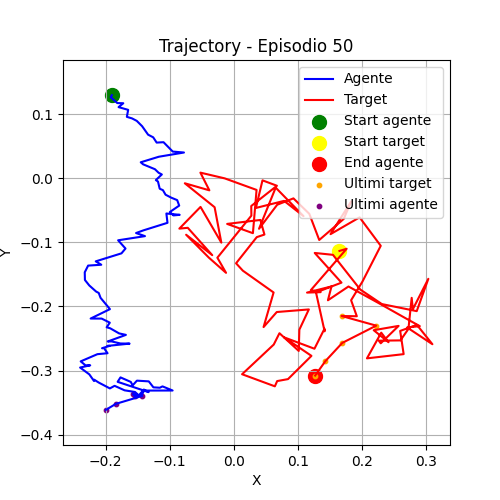 Trajectory - Episodio 50
Agente
Target
Start agente
Start target
End agente
Ultimi target
Ultimi agente
0.1
0.0
−0.1
−0.2
−0.3
−0.4
Y
−0.2
−0.1
0.0
0.1
0.2
0.3
X